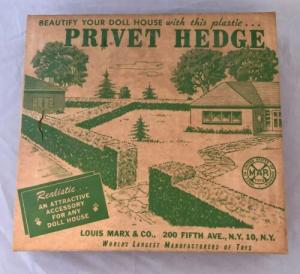 BEAUTIFY YOUR DOLL HOUSE with this plastic...
PRIVET HEDGE
MAR
Realistic
AN ATTRACTIVE
ACCESSORY
FOR ANY
DOLL HOUSE
LOUIS MARX & CO., 200 FIFTH AVE., N.Y. 10, N.Y.
WORLD'S LARGEST MANUFACTURERS OF TOYS